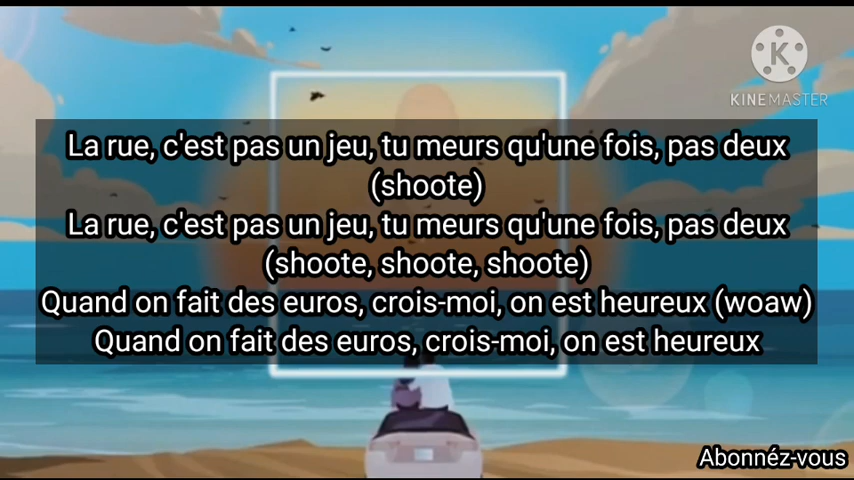 KINEMASTER
La rue, c'est pas un jeu, tu meurs qu'une fois, pas deux
(shoote)
La rue, c'est pas un jeu, tu meurs qu'une fois, pas deux
(shoote, shoote, shoote)
Quand on fait des euros, crois-moi, on est heureux (woaw)
Quand on fait des euros, crois-moi, on est heureux
Abonnéz-vous